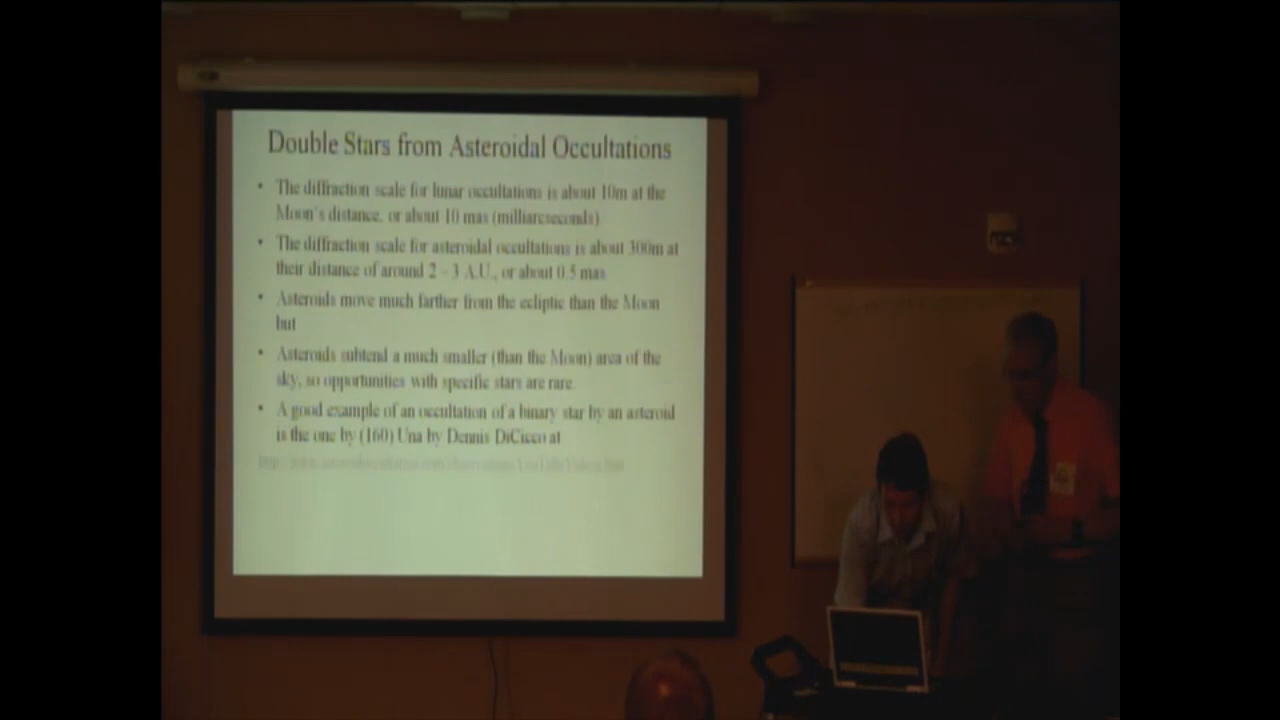 Double Stars from Asteroidal Occultations
• The diffraction scale for lunar occultations is about 10m at the
Moon's distance, or about 10 mas (milliarcseconds)
• The diffraction scale for asteroidal occultations is about 300m at
their distance of around 2 – 3 A.U., or about 0.5 mas
• Asteroids move much farther from the ecliptic than the Moon
but
• Asteroids subtend a much smaller (than the Moon) area of the
sky, so opportunities with specific stars are rare.
• A good example of an occultation of a binary star by an asteroid
is the one by (160) Una by Dennis DiCicco at